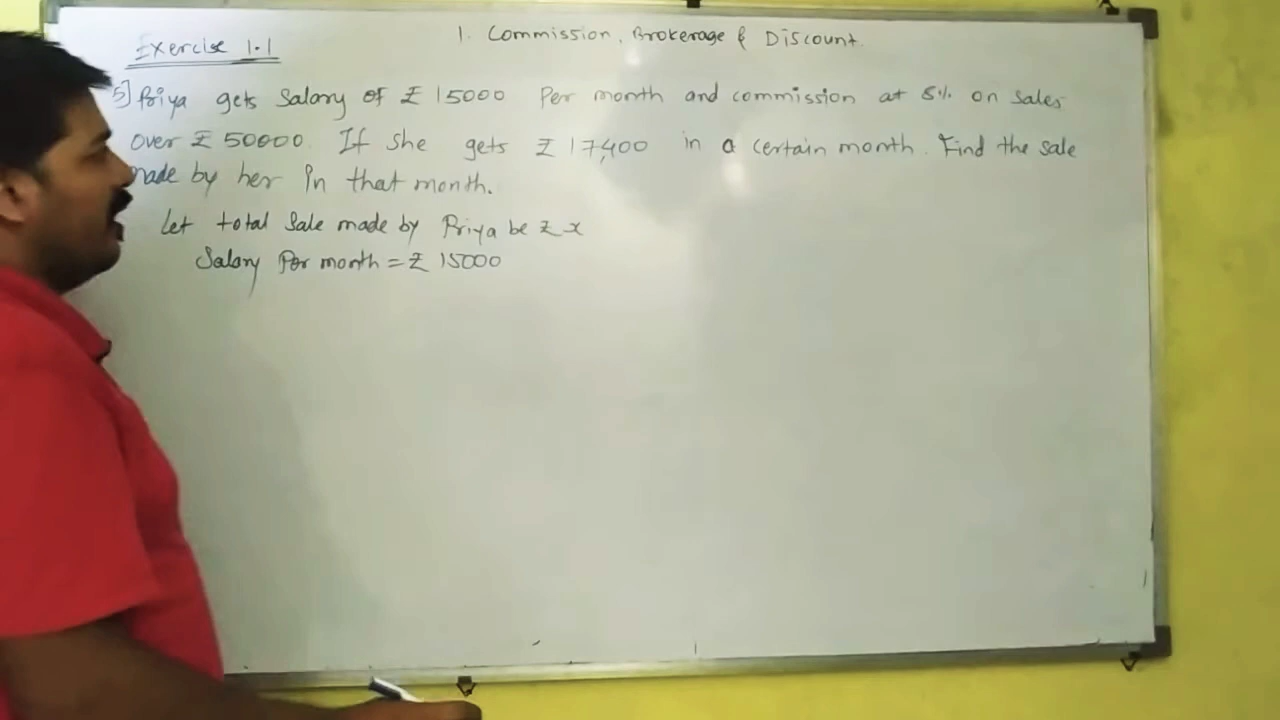 1. Commission, Brokerage & Discount.
Exercise 1.1
5] Priya gets Salary of ₹ 15000 Per month and commission at 8% on sales
over ₹ 50000. If she gets ₹ 17,400 in a certain month. Find the sale
made by her in that month.
Let total Sale made by Priya be ₹ x
Salary Per month = ₹ 15000